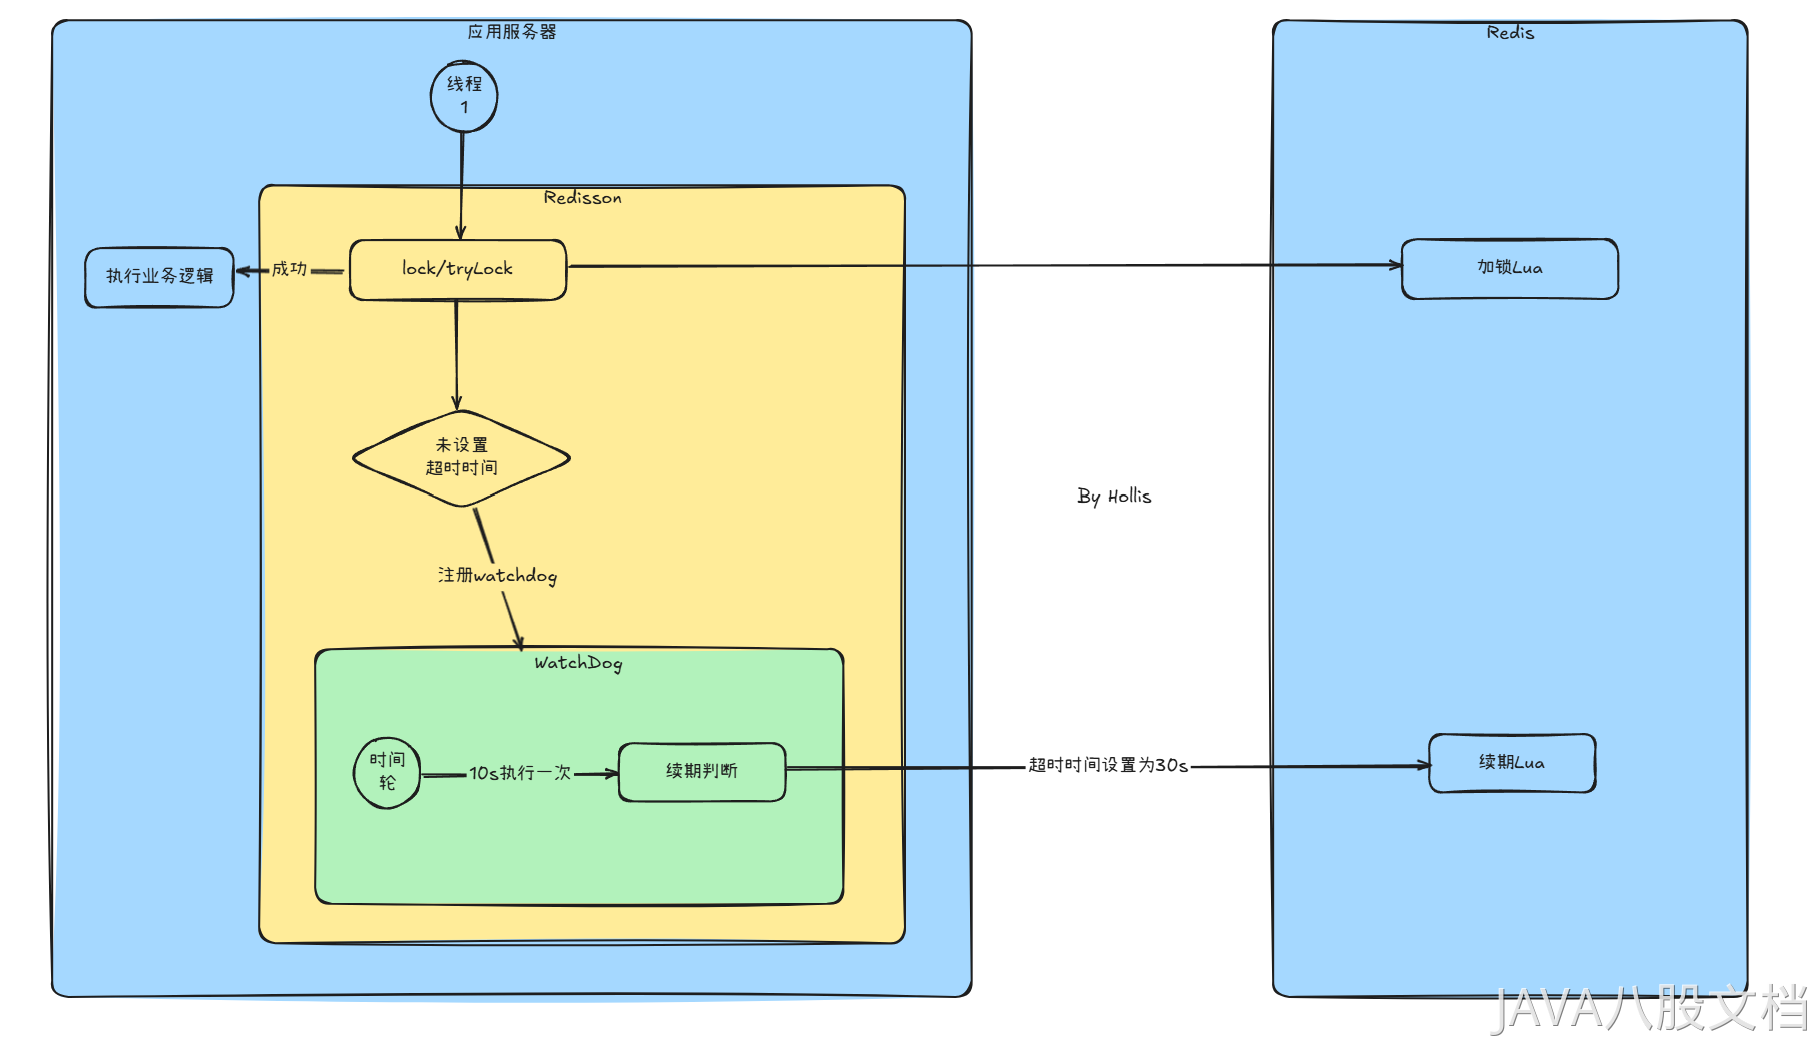 应用服务器
Redis
线程
1
Redisson
执行业务逻辑
成功
lock/tryLock
加锁Lua
未设置
超时时间
By Hollis
注册watchdog
WatchDog
时间
轮
10s执行一次
续期判断
超时时间设置为30s
续期Lua
JAVA八股文档